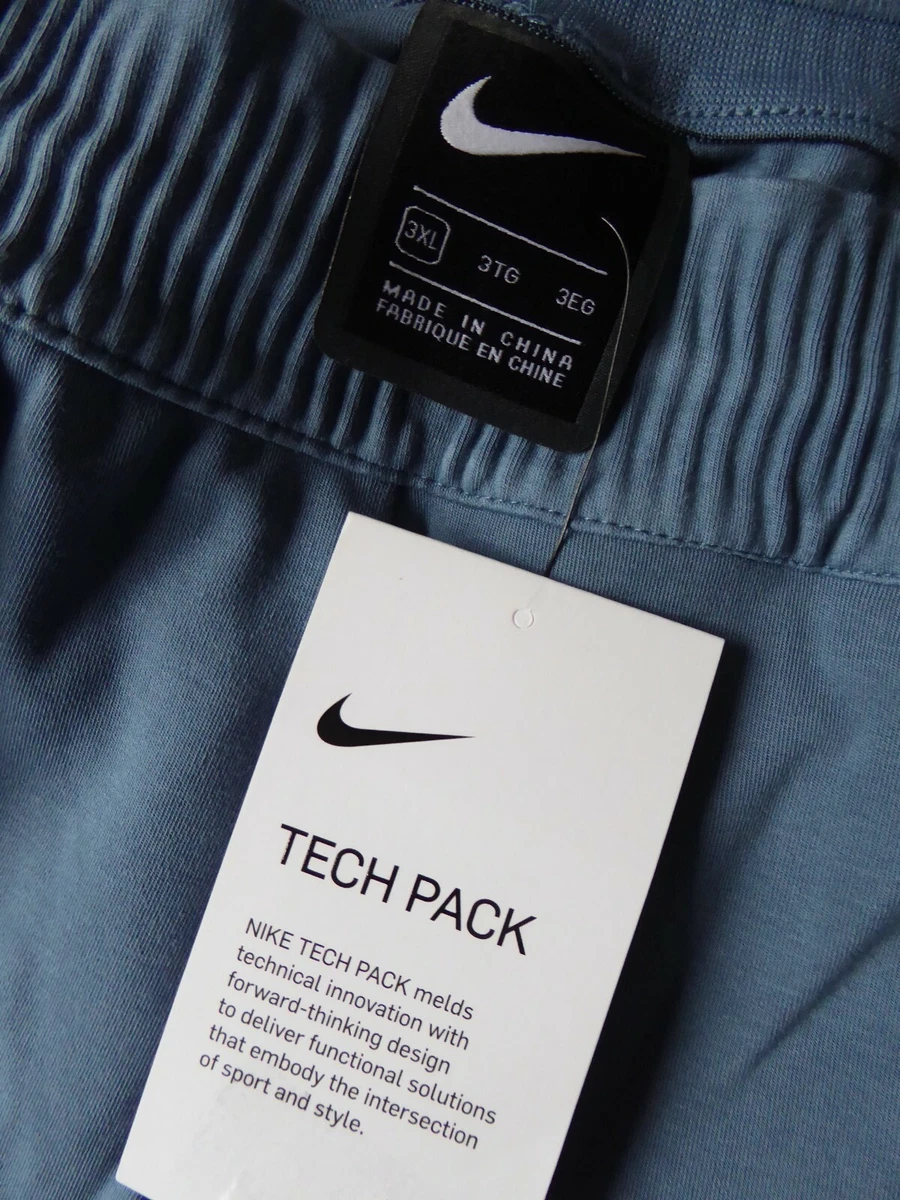 3XL 3TG 3EG
MADE IN CHINA
FABRIQUE EN CHINE
TECH PACK
NIKE TECH PACK melds
technical innovation with
forward-thinking design
to deliver functional solutions
that embody the intersection
of sport and style.